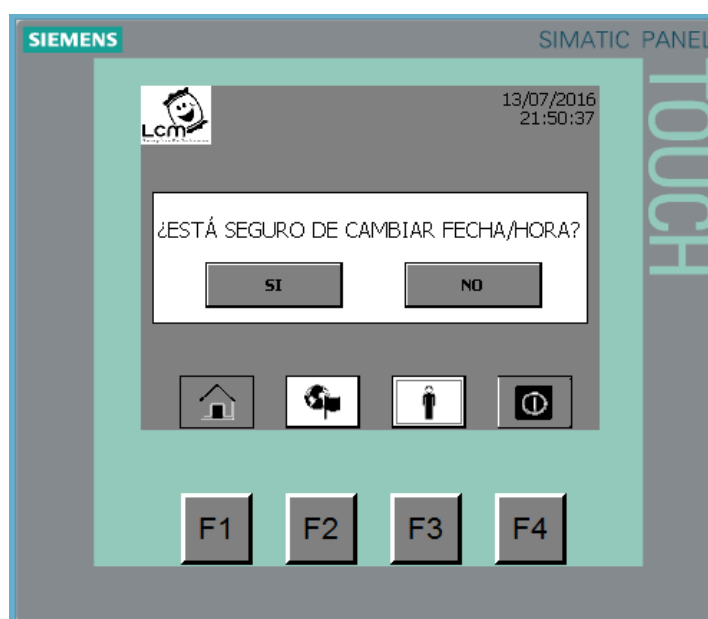 SIEMENS
SIMATIC PANEL
TOUCH
Lcm
13/07/2016
21:50:37
¿ESTÁ SEGURO DE CAMBIAR FECHA/HORA?
SI
NO
F1
F2
F3
F4